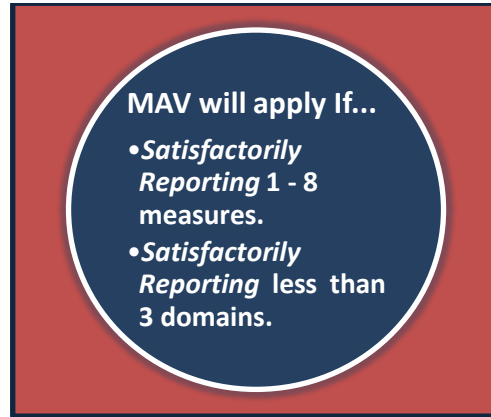 MAV will apply If...
•Satisfactorily
Reporting 1 - 8
measures.
•Satisfactorily
Reporting less than
3 domains.